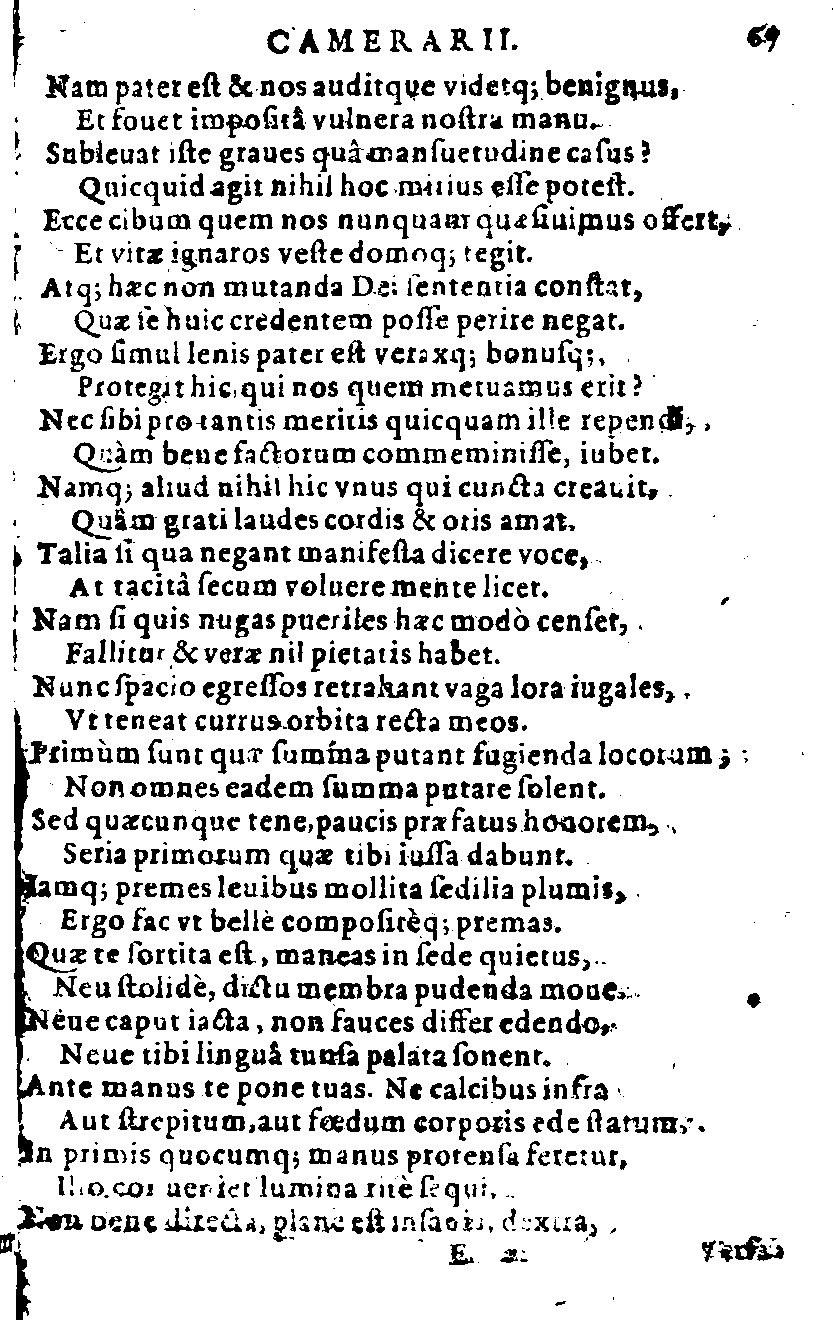 CAMERARII. 69
Nam pater eſt & nos auditque videtq; benignus,
Et fouet impoſitâ vulnera noſtra manu.
Subleuat iſte graues quâ manſuetudine caſus?
Quicquid agit nihil hoc mitius eſſe poteſt.
Ecce cibum quem nos nunquam quæſiuimus offert,
Et vitæ ignaros veſte domoq; tegit.
Atq; hæc non mutanda Dei ſententia conſtat,
Quæ ſe huic credentem poſſe perire negat.
Ergo ſimul lenis pater eſt veraxq; bonuſq;,
Protegit hic, qui nos quem metuamus erit?
Nec ſibi pro tantis meritis quicquam ille rependi,
Quàm bene factorum commeminiſſe, iubet.
Namq; aliud nihil hic vnus qui cuncta creauit,
Quâm grati laudes cordis & oris amat.
Talia ſi qua negant manifeſta dicere voce,
At tacitâ ſecum voluere mente licet.
Nam ſi quis nugas pueriles hæc modò cenſet,
Fallitur & veræ nil pietatis habet.
Nunc ſpacio egreſſos retrahant vaga lora iugales,
Vt teneat currus orbita recta meos.
Primùm ſunt quæ ſumma putant fugienda locorum;
Non omnes eadem ſumma putare ſolent.
Sed quæcunque tene, paucis præfatus honorem,
Seria primorum quæ tibi iuſſa dabunt.
Iamq; premes leuibus mollita ſedilia plumis,
Ergo fac vt bellè compoſitèq; premas.
Quæ te ſortita eſt, maneas in ſede quietus,
Neu ſtolidè, dictu membra pudenda moue.
Neue caput iacta, non fauces differ edendo,
Neue tibi linguâ tunſa palata ſonent.
Ante manus te pone tuas. Ne calcibus infra
Aut ſtrepitum, aut fœdum corporis ede ſtatum.
In primis quocumq; manus protenſa feretur,
lumina ritè ſequi.
Non bene directa, planè eſt dextra,
E.